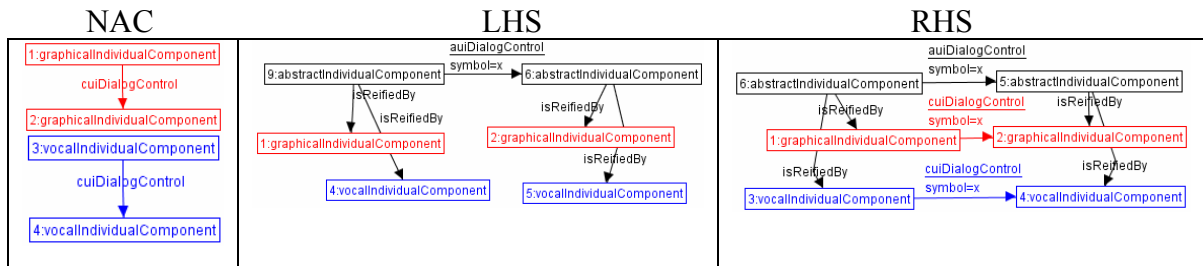 NAC
LHS
RHS
1:graphicalIndividualComponent
cuiDialogControl
2:graphicalIndividualComponent
3:vocalIndividualComponent
cuiDialogControl
4:vocalIndividualComponent
auiDialogControl
symbol=x
9:abstractIndividualComponent
6:abstractIndividualComponent
isReifiedBy
isReifiedBy
isReifiedBy
1:graphicalIndividualComponent
2:graphicalIndividualComponent
isReifiedBy
4:vocalIndividualComponent
5:vocalIndividualComponent
auiDialogControl
symbol=x
6:abstractIndividualComponent
5:abstractIndividualComponent
isReifiedBy
cuiDialogControl
isReifiedBy
symbol=x
1:graphicalIndividualComponent
2:graphicalIndividualComponent
isReifiedBy
cuiDialogControl
isReifiedBy
symbol=x
3:vocalIndividualComponent
4:vocalIndividualComponent